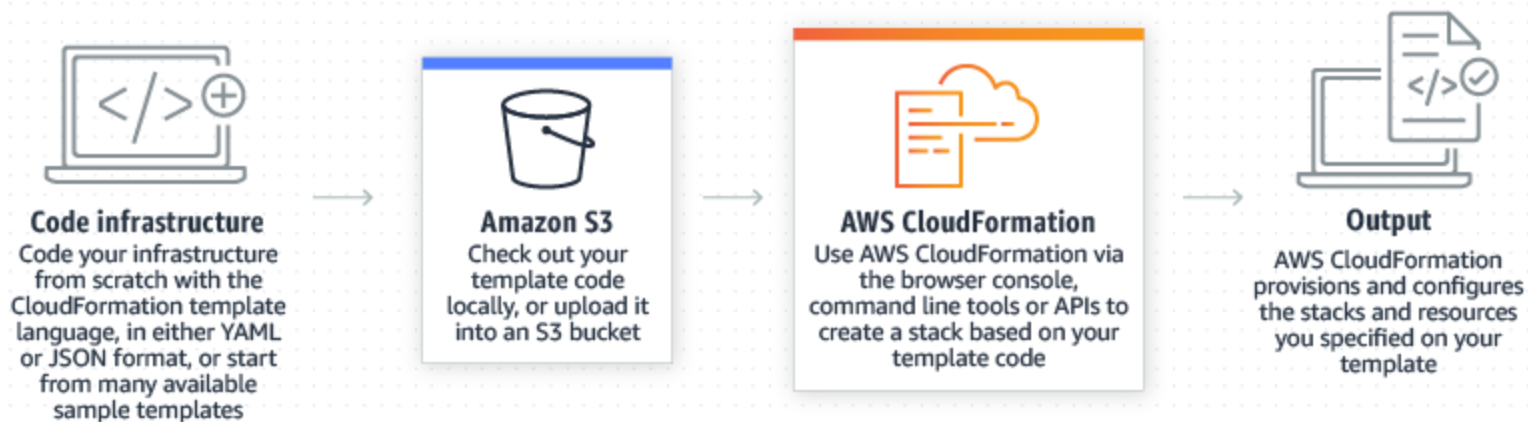 </>
Code infrastructure
Code your infrastructure
from scratch with the
CloudFormation template
language, in either YAML
or JSON format, or start
from many available
sample templates
Amazon S3
Check out your
template code
locally, or upload it
into an S3 bucket
AWS CloudFormation
Use AWS CloudFormation via
the browser console,
command line tools or APIs to
create a stack based on your
template code
</>
Output
AWS CloudFormation
provisions and configures
the stacks and resources
you specified on your
template